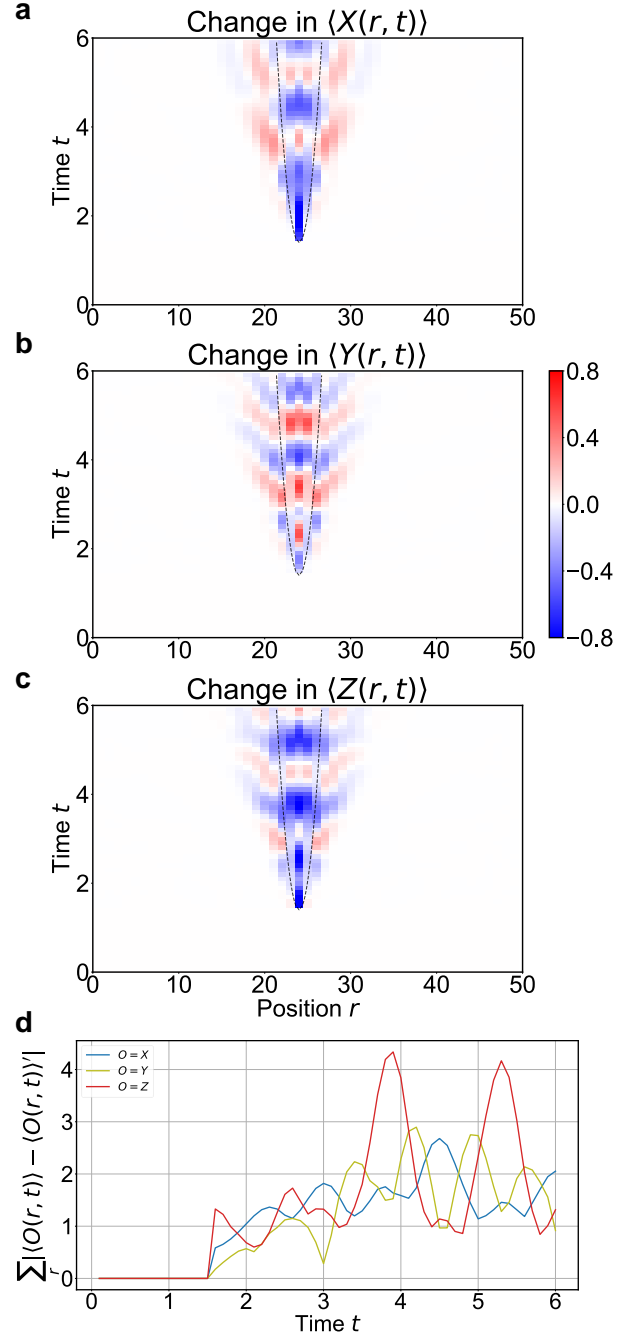 a
Change in ⟨X(r, t)⟩
Time t
6
4
2
0
0 10 20 30 40 50
b
Change in ⟨Y(r, t)⟩
Time t
6
4
2
0
0 10 20 30 40 50
0.8
0.4
0.0
−0.4
−0.8
c
Change in ⟨Z(r, t)⟩
Time t
6
4
2
0
0 10 20 30 40 50
Position r
d
∑r|⟨O(r, t)⟩ − ⟨O(r, t)⟩′|
4
3
2
1
0
O = X
O = Y
O = Z
0 1 2 3 4 5 6
Time t